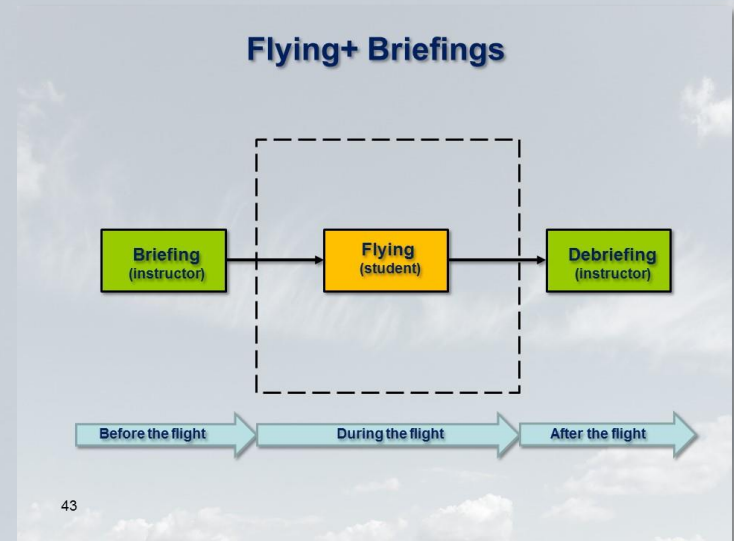 Flying+ Briefings
Briefing
(instructor)
Flying
(student)
Debriefing
(instructor)
Before the flight
During the flight
After the flight
43